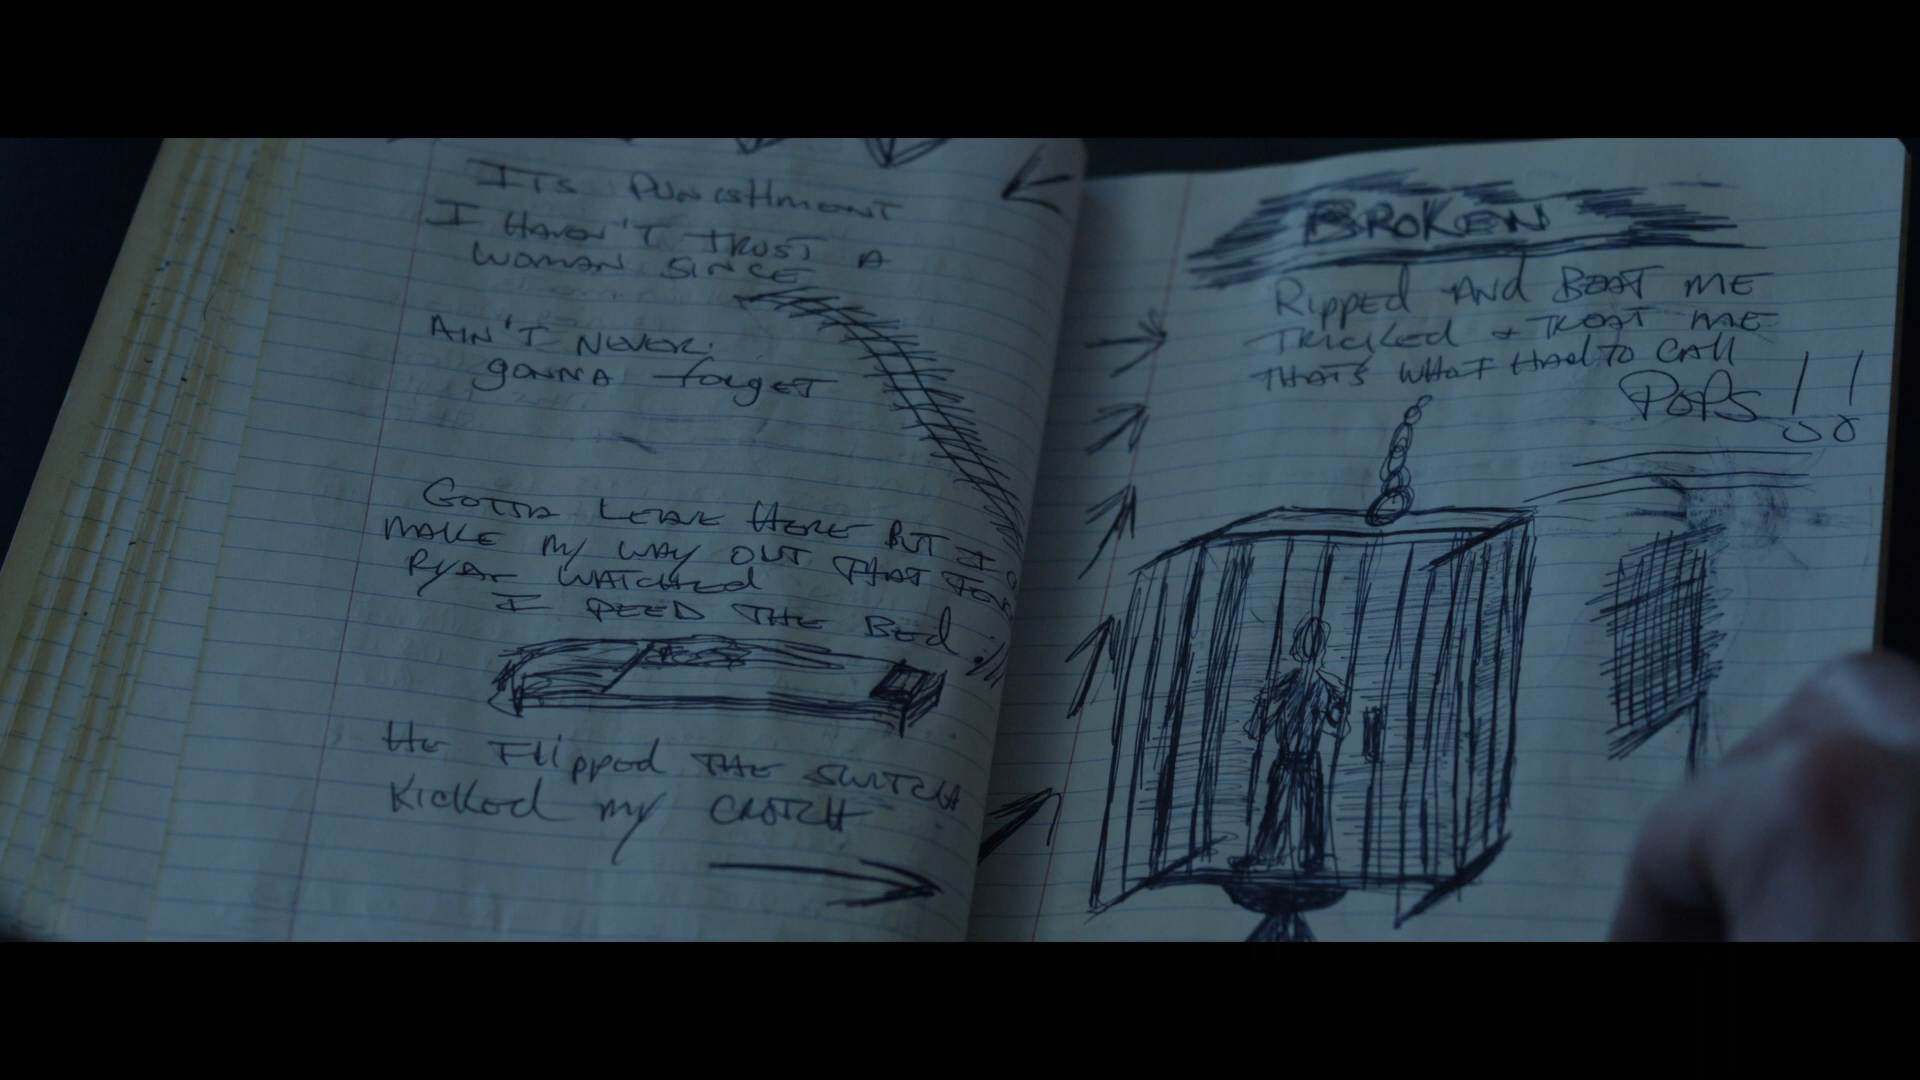 ITS PUNISHMENT
I HAVEN'T TRUST A
WOMAN SINCE
AIN'T NEVER
gONNA forgET
GOTTA LEAVE HERE BUT I
MAKE My WAY OUT THAT
RYAN WATCHED
I PEED THE BEd
HE FlippEd THE SWITCH
KickEd my CROTCH
BROKEN
RippEd ANd BEAT ME
TRICKEd + TREAT ME
THATS WHAT I HAd TO CAll
POPS!!